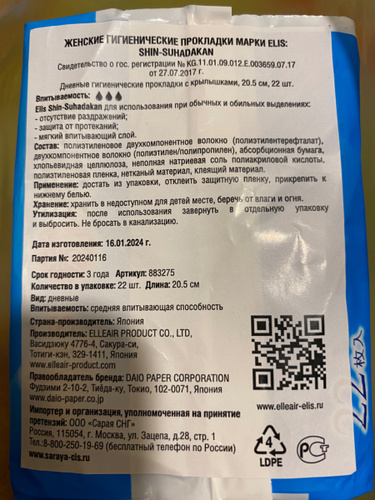 ЖЕНСКИЕ ГИГИЕНИЧЕСКИЕ ПРОКЛАДКИ МАРКИ ELIS:
SHIN-SUHADAKAN
Свидетельство о гос. регистрации № KG.11.01.09.012.E.003659.07.17
от 27.07.2017 г.
Дневные гигиенические прокладки с крылышками, 20.5 см, 22 шт.
Впитываемость:
Elis Shin-Suhadakan для использования при обычных и обильных выделениях:
- отсутствие раздражений;
- защита от протеканий;
- мягкий впитывающий слой.
Состав: полиэтиленовое двухкомпонентное волокно (полиэтилентерефталат),
двухкомпонентное волокно (полиэтилен/полипропилен), абсорбционная бумага,
хлопьевидная целлюлоза, неполная натриевая соль полиакриловой кислоты,
полиэтиленовая пленка, нетканый материал, клеящий материал.
Применение: достать из упаковки, отклеить защитную пленку, прикрепить к
нижнему белью.
Хранение: хранить в недоступном для детей месте, беречь от влаги и огня.
Утилизация: после использования завернуть в отдельную упаковку
и выбросить. Не бросать в канализацию.
Дата изготовления: 16.01.2024 г.
Партия №: 20240116
Срок годности: 3 года Артикул: 883275
Количество в упаковке: 22 шт. Длина: 20.5 см
Вид: дневные
Впитываемость: средняя впитывающая способность
Страна-производитель: Япония
Производитель: ELLEAIR PRODUCT CO., LTD,
Васидзюку 4776-4, Сакура-си,
Тотиги-кэн, 329-1411, Япония
www.elleair-product.co.jp
Правообладатель бренда: DAIO PAPER CORPORATION
Фудзими 2-10-2, Тиёда-ку, Токио, 102-0071, Япония
www.daio-paper.co.jp
Импортер и организация, уполномоченная на принятие
претензий: ООО «Сарая СНГ»
Россия, 115054, г. Москва, ул. Зацепа, д.28, стр. 1
Тел.: 8-800-250-19-69 (бесплатный телефон по России)
www.saraya-cis.ru
www.elleair-elis.ru
4
LDPE
22枚入